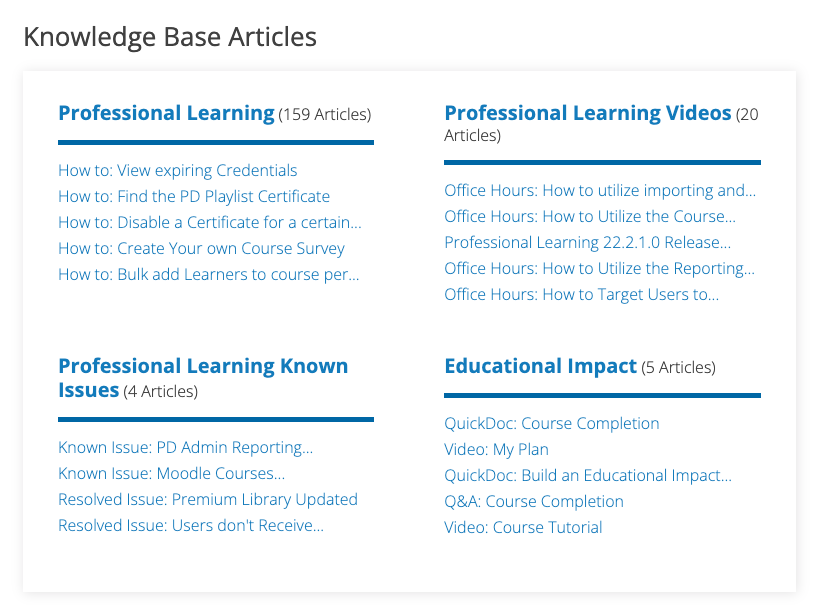 Knowledge Base Articles
Professional Learning (159 Articles)
How to: View expiring Credentials
How to: Find the PD Playlist Certificate
How to: Disable a Certificate for a certain...
How to: Create Your own Course Survey
How to: Bulk add Learners to course per...
Professional Learning Videos (20
Articles)
Office Hours: How to utilize importing and...
Office Hours: How to Utilize the Course...
Professional Learning 22.2.1.0 Release...
Office Hours: How to Utilize the Reporting...
Office Hours: How to Target Users to...
Professional Learning Known
Issues (4 Articles)
Known Issue: PD Admin Reporting...
Known Issue: Moodle Courses...
Resolved Issue: Premium Library Updated
Resolved Issue: Users don't Receive...
Educational Impact (5 Articles)
QuickDoc: Course Completion
Video: My Plan
QuickDoc: Build an Educational Impact...
Q&A: Course Completion
Video: Course Tutorial